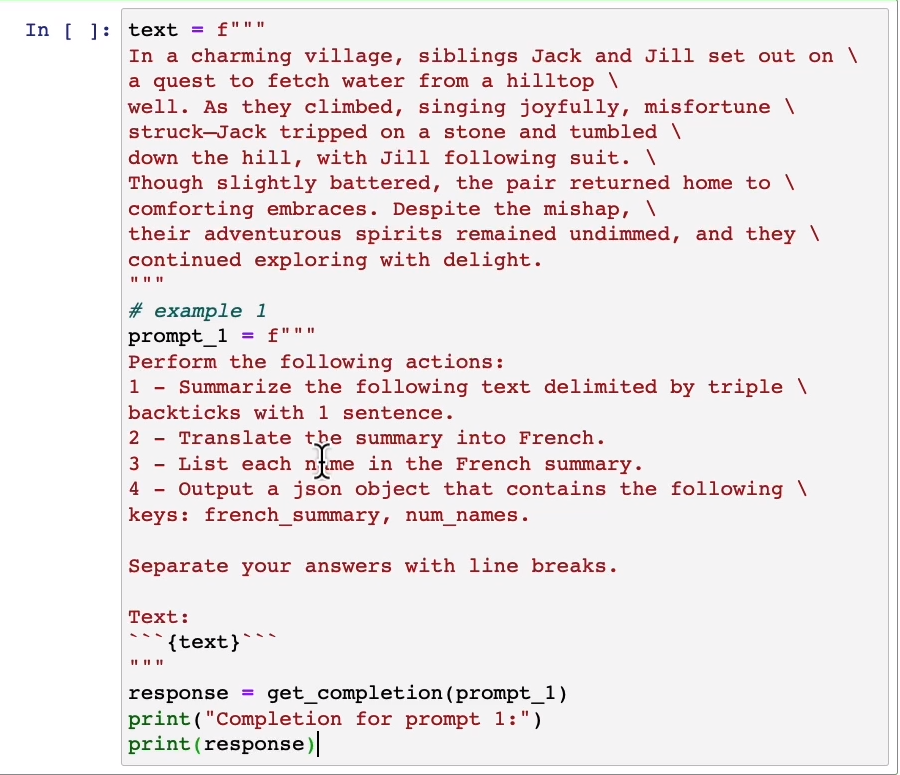 In [ ]: text = f"""
In a charming village, siblings Jack and Jill set out on \
a quest to fetch water from a hilltop \
well. As they climbed, singing joyfully, misfortune \
struck—Jack tripped on a stone and tumbled \
down the hill, with Jill following suit. \
Though slightly battered, the pair returned home to \
comforting embraces. Despite the mishap, \
their adventurous spirits remained undimmed, and they \
continued exploring with delight.
"""
# example 1
prompt_1 = f"""
Perform the following actions:
1 - Summarize the following text delimited by triple \
backticks with 1 sentence.
2 - Translate the summary into French.
3 - List each name in the French summary.
4 - Output a json object that contains the following \
keys: french_summary, num_names.

Separate your answers with line breaks.

Text:
```{text}```
"""
response = get_completion(prompt_1)
print("Completion for prompt 1:")
print(response)